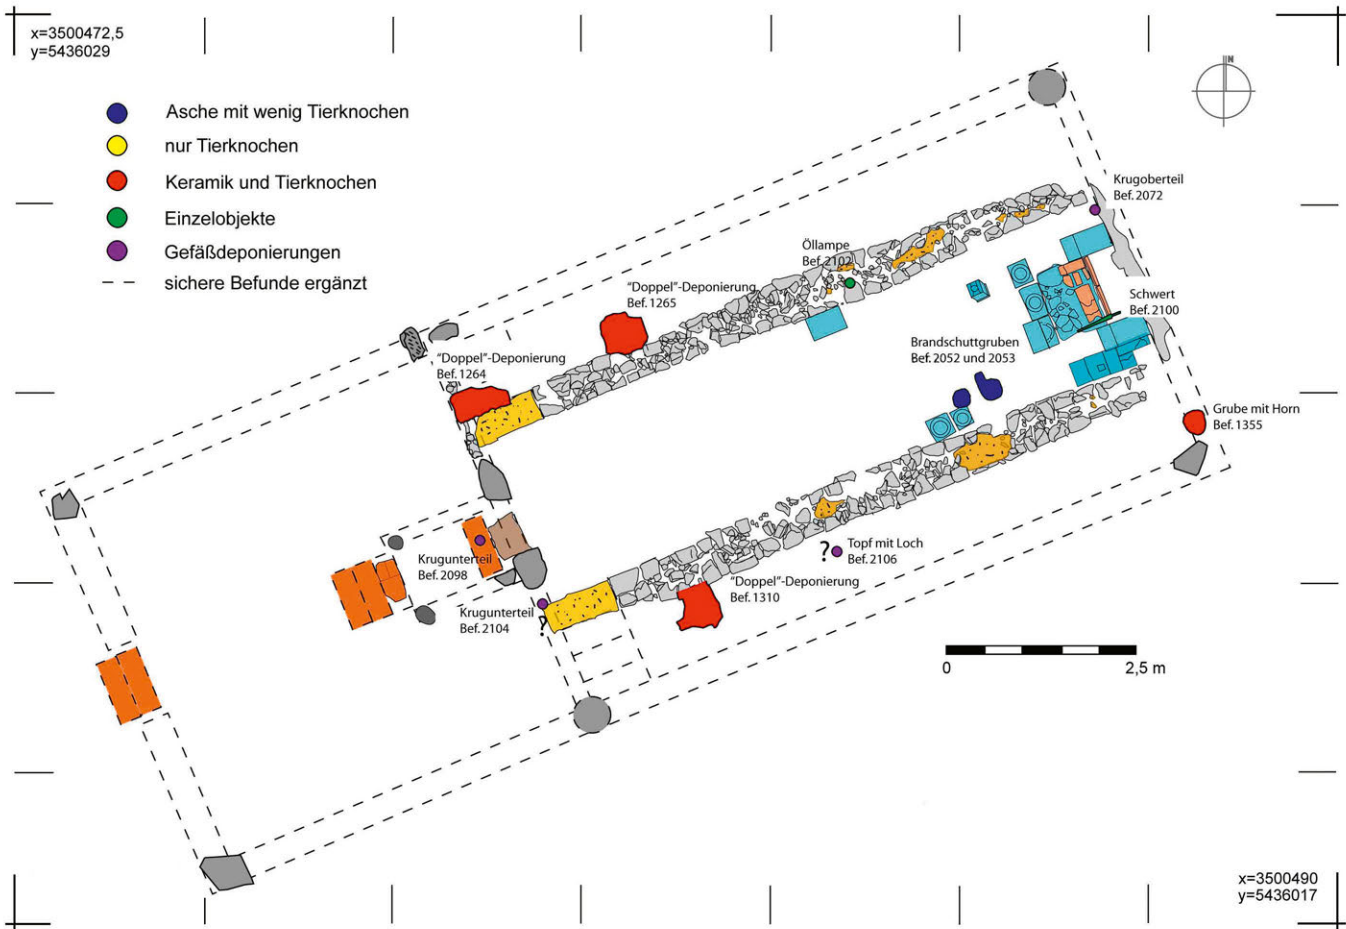 x=3500472,5
y=5436029
N
Asche mit wenig Tierknochen
nur Tierknochen
Keramik und Tierknochen
Einzelobjekte
Gefäßdeponierungen
sichere Befunde ergänzt
Krugoberteil
Bef. 2072
Öllampe
Bef. 2102
"Doppel"-Deponierung
Bef. 1265
Schwert
Bef. 2100
Brandschuttgruben
Bef. 2052 und 2053
"Doppel"-Deponierung
Bef. 1264
Grube mit Horn
Bef. 1355
Krugunterteil
Bef. 2098
?
Topf mit Loch
Bef. 2106
"Doppel"-Deponierung
Bef. 1310
Krugunterteil
Bef. 2104
?
0 2,5 m
x=3500490
y=5436017